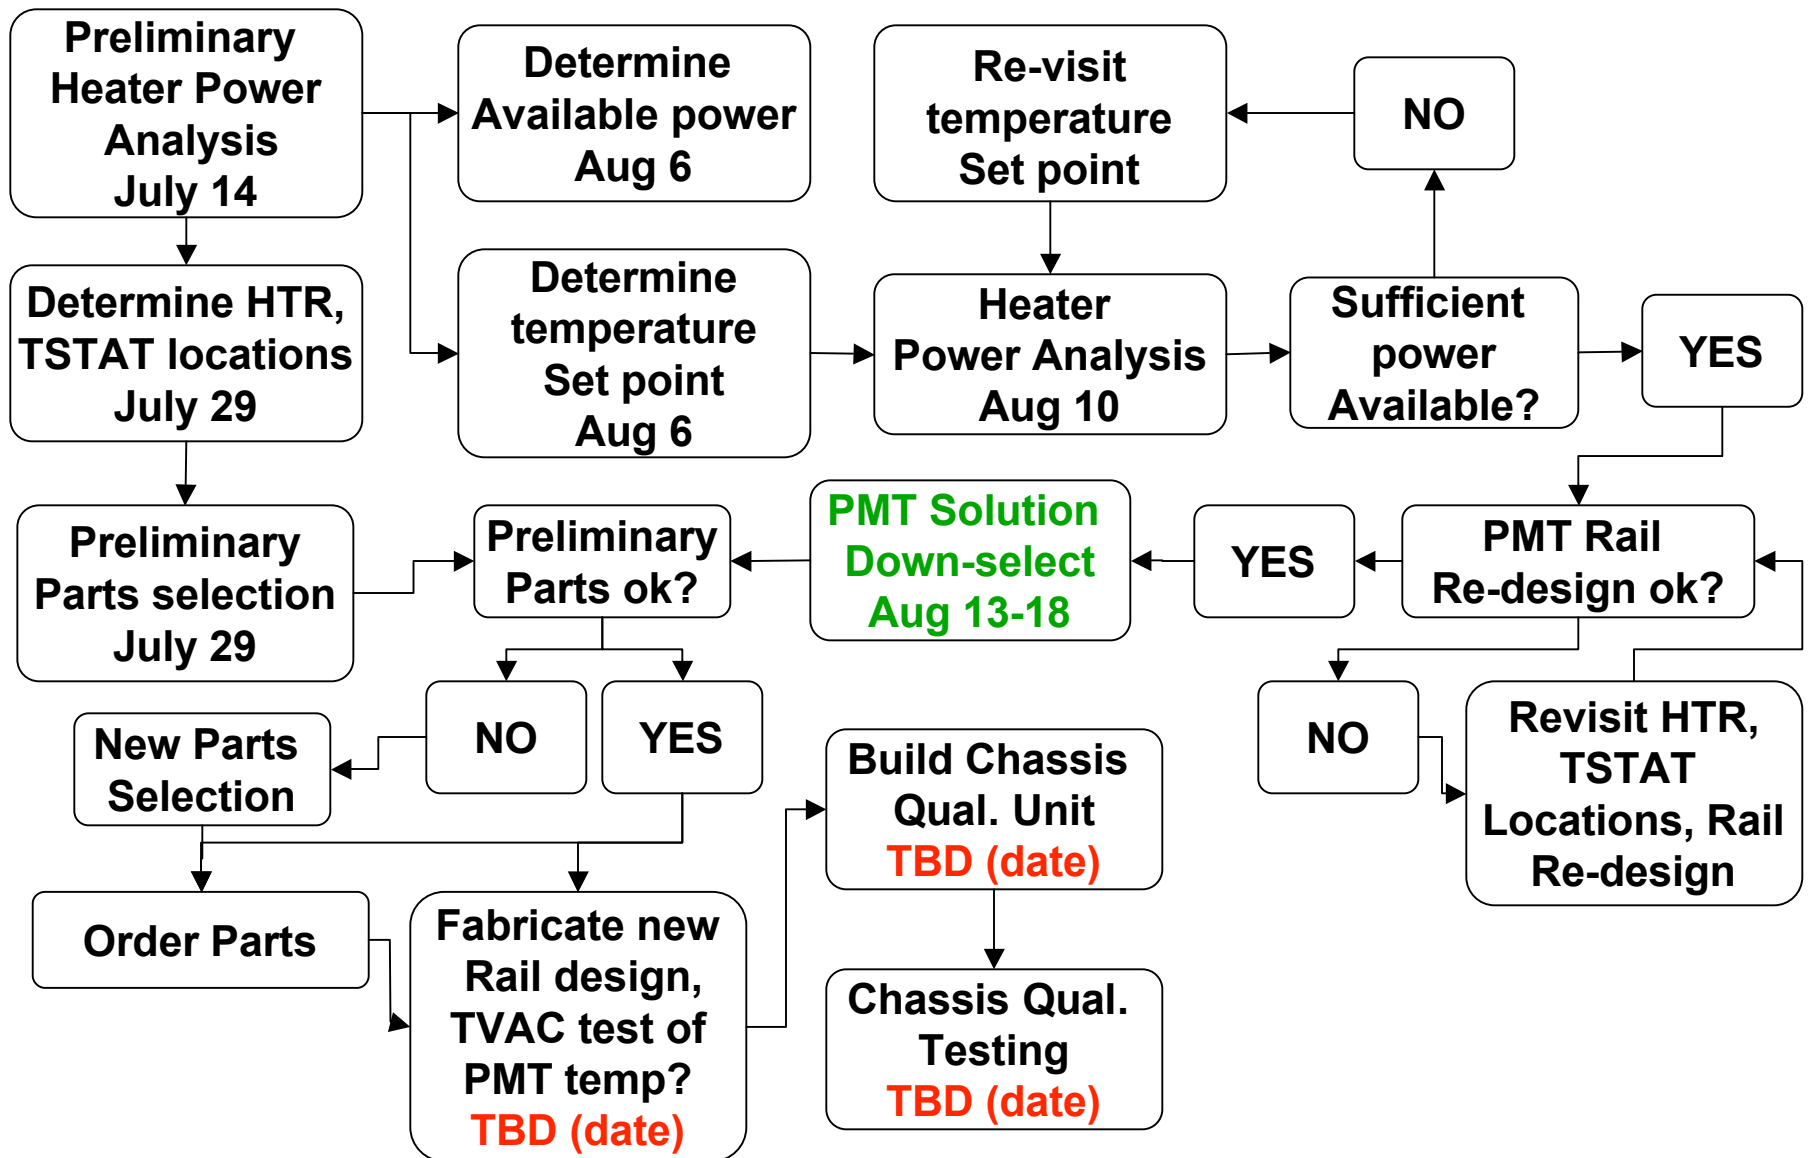 Preliminary
Heater Power
Analysis
July 14
Determine
Available power
Aug 6
Re-visit
temperature
Set point
NO
Determine HTR,
TSTAT locations
July 29
Determine
temperature
Set point
Aug 6
Heater
Power Analysis
Aug 10
Sufficient
power
Available?
YES
Preliminary
Parts selection
July 29
Preliminary
Parts ok?
PMT Solution
Down-select
Aug 13-18
YES
PMT Rail
Re-design ok?
New Parts
Selection
NO
YES
Build Chassis
Qual. Unit
TBD (date)
NO
Revisit HTR,
TSTAT
Locations, Rail
Re-design
Order Parts
Fabricate new
Rail design,
TVAC test of
PMT temp?
TBD (date)
Chassis Qual.
Testing
TBD (date)